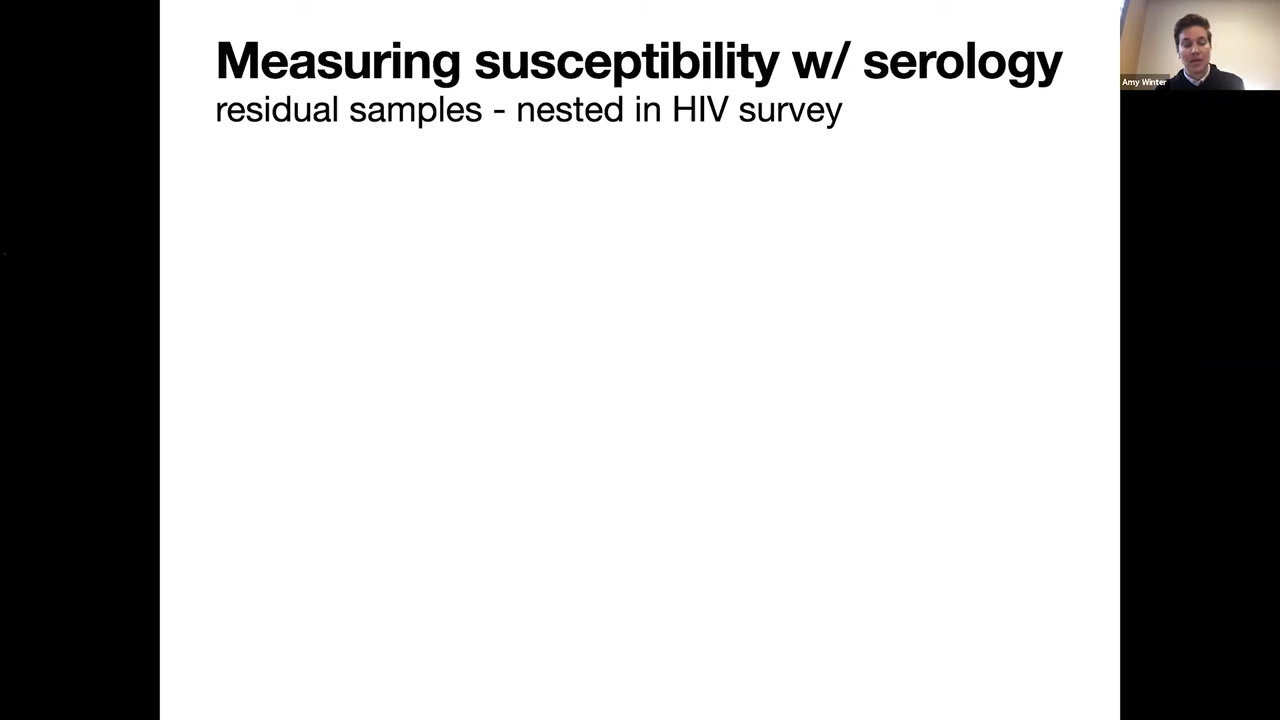 Measuring susceptibility w/ serology
residual samples - nested in HIV survey
Amy Winter